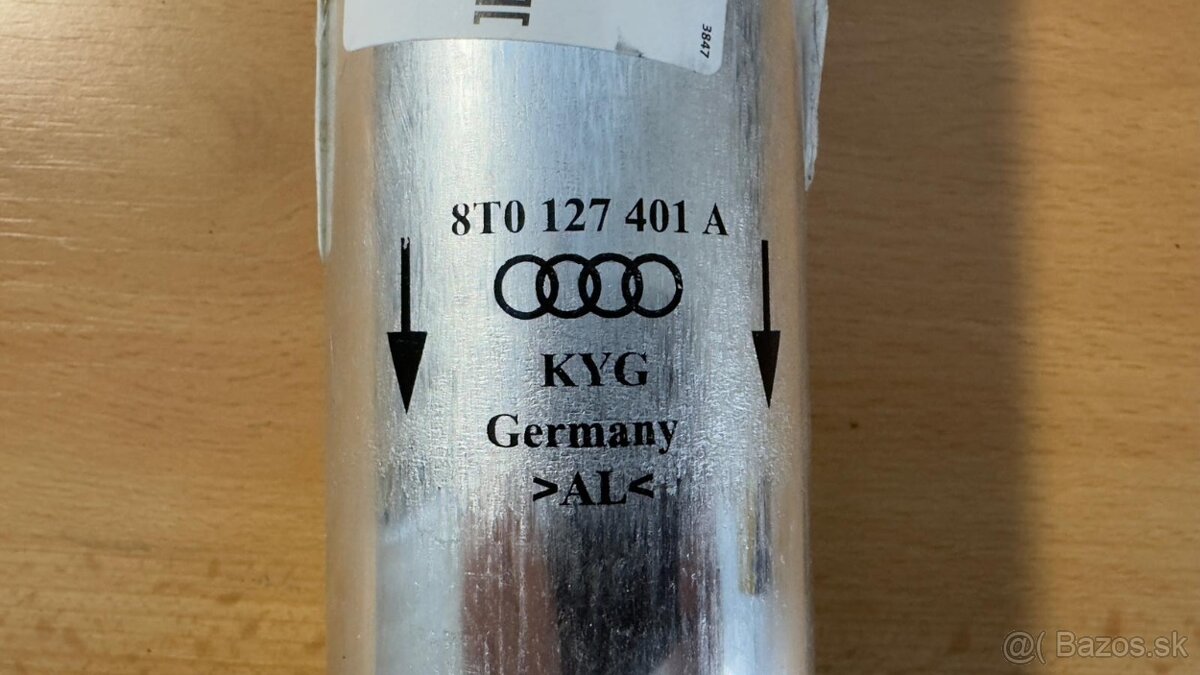 3847
8T0 127 401 A
KYG
Germany
>AL<
@( Bazos.sk